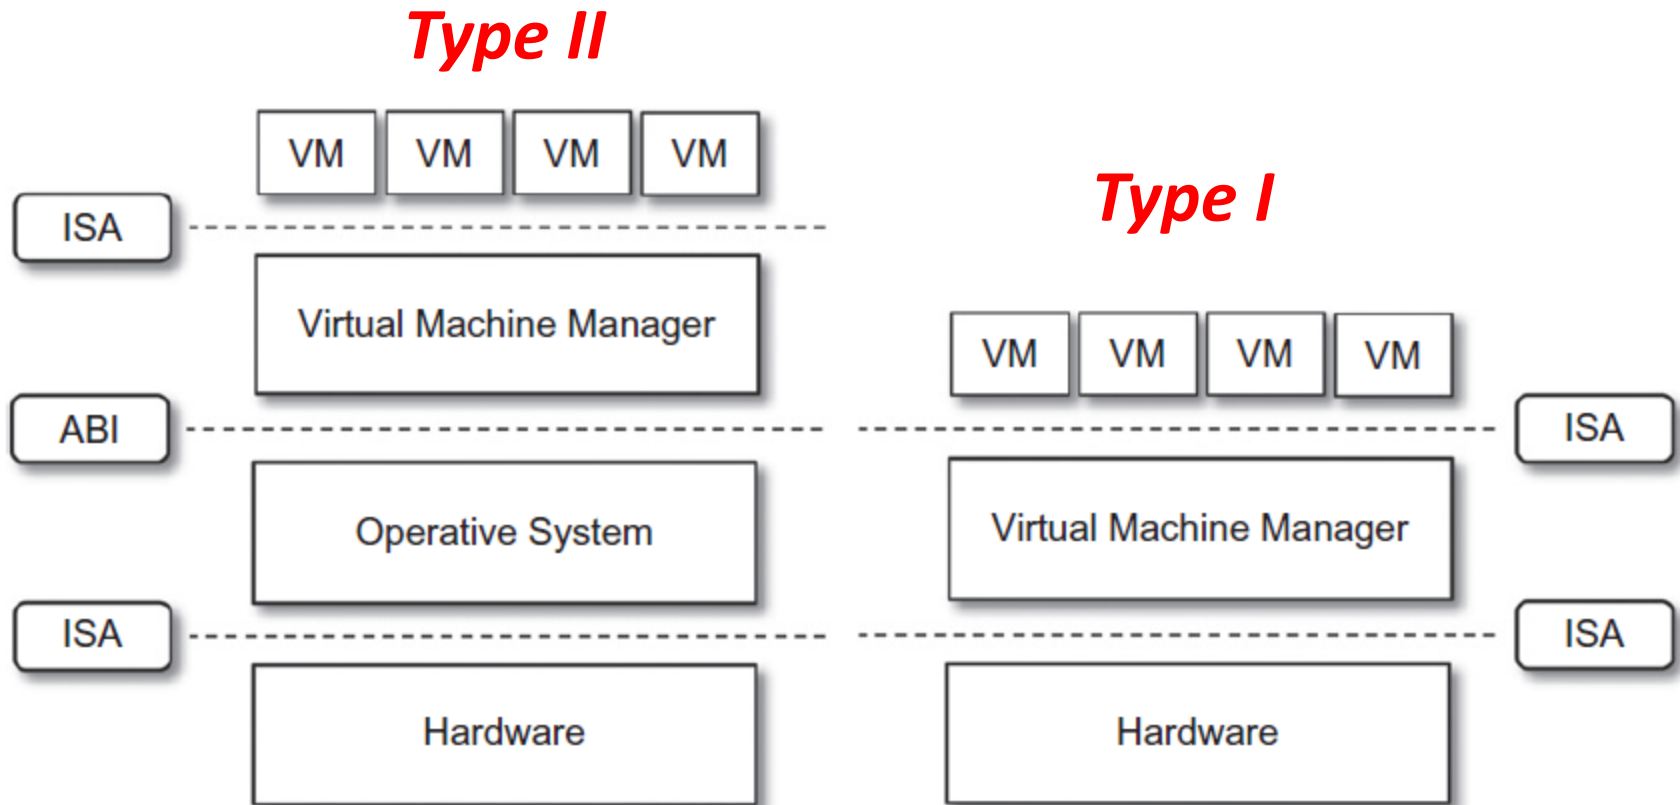 Type II
VM VM VM VM
ISA
Virtual Machine Manager
ABI
Operative System
ISA
Hardware
Type I
VM VM VM VM
ISA
Virtual Machine Manager
ISA
Hardware